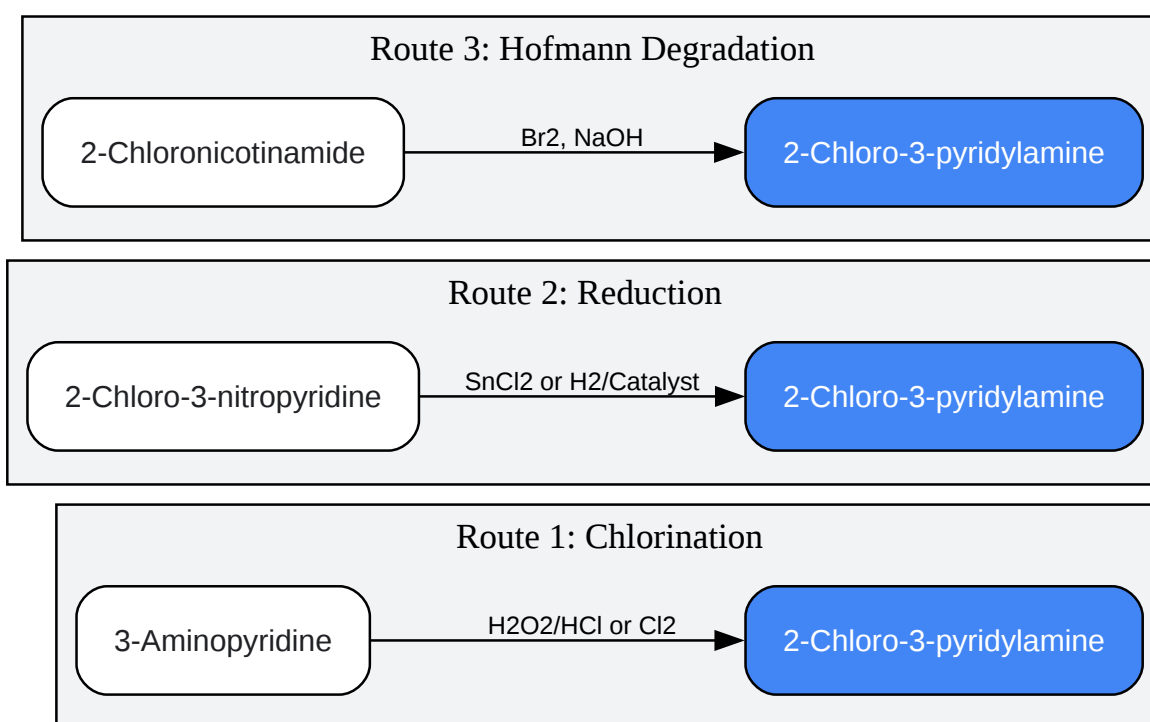 Route 3: Hofmann Degradation
2-Chloronicotinamide
Br2, NaOH
2-Chloro-3-pyridylamine
Route 2: Reduction
2-Chloro-3-nitropyridine
SnCl2 or H2/Catalyst
2-Chloro-3-pyridylamine
Route 1: Chlorination
3-Aminopyridine
H2O2/HCl or Cl2
2-Chloro-3-pyridylamine